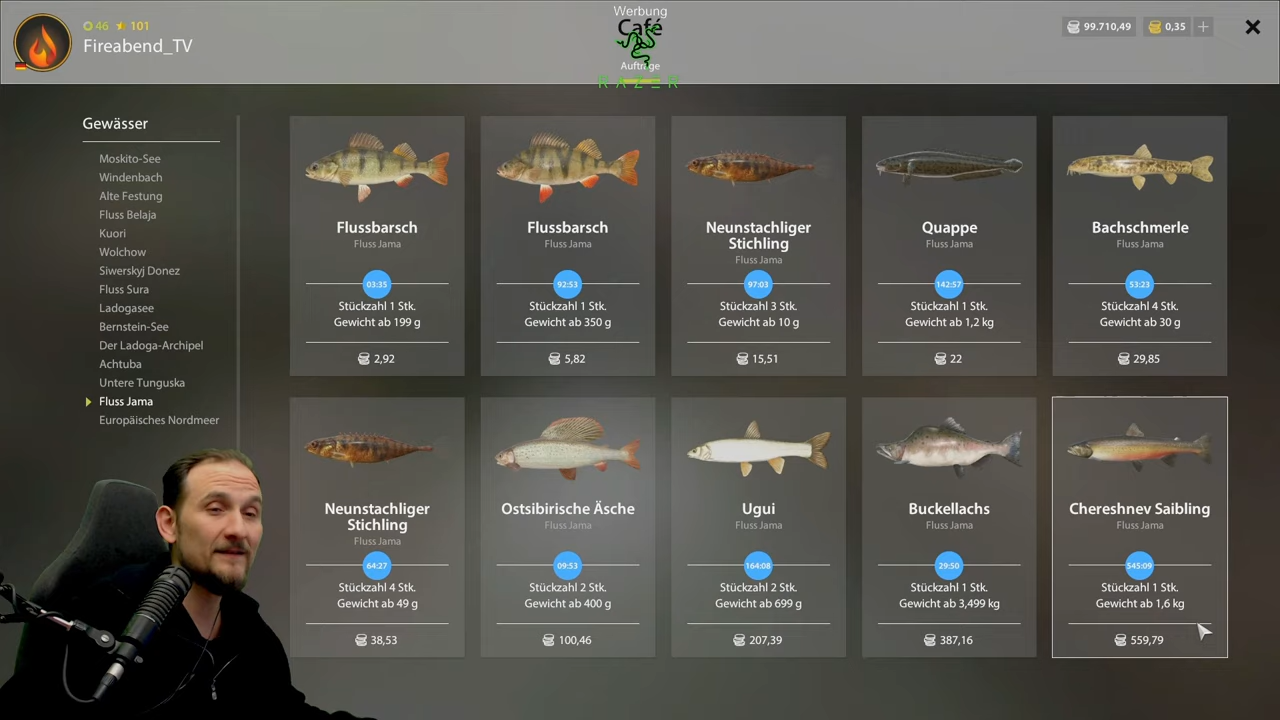 46 101
Fireabend_TV
Werbung
Café
Aufträge
RAZER
99.710,49
0,35
Gewässer
Moskito-See
Windenbach
Alte Festung
Fluss Belaja
Kuori
Wolchow
Siwerskyj Donez
Fluss Sura
Ladogasee
Bernstein-See
Der Ladoga-Archipel
Achtuba
Untere Tunguska
Fluss Jama
Europäisches Nordmeer
Flussbarsch
Fluss Jama
03:35
Stückzahl 1 Stk.
Gewicht ab 199 g
2,92
Flussbarsch
Fluss Jama
92:53
Stückzahl 1 Stk.
Gewicht ab 350 g
5,82
Neunstachliger
Stichling
Fluss Jama
97:03
Stückzahl 3 Stk.
Gewicht ab 10 g
15,51
Quappe
Fluss Jama
142:57
Stückzahl 1 Stk.
Gewicht ab 1,2 kg
22
Bachschmerle
Fluss Jama
53:23
Stückzahl 4 Stk.
Gewicht ab 30 g
29,85
Neunstachliger
Stichling
Fluss Jama
64:27
Stückzahl 4 Stk.
Gewicht ab 49 g
38,53
Ostsibirische Äsche
Fluss Jama
09:53
Stückzahl 2 Stk.
Gewicht ab 400 g
100,46
Ugui
Fluss Jama
164:08
Stückzahl 2 Stk.
Gewicht ab 699 g
207,39
Buckellachs
Fluss Jama
29:50
Stückzahl 1 Stk.
Gewicht ab 3,499 kg
387,16
Chereshnev Saibling
Fluss Jama
545:09
Stückzahl 1 Stk.
Gewicht ab 1,6 kg
559,79